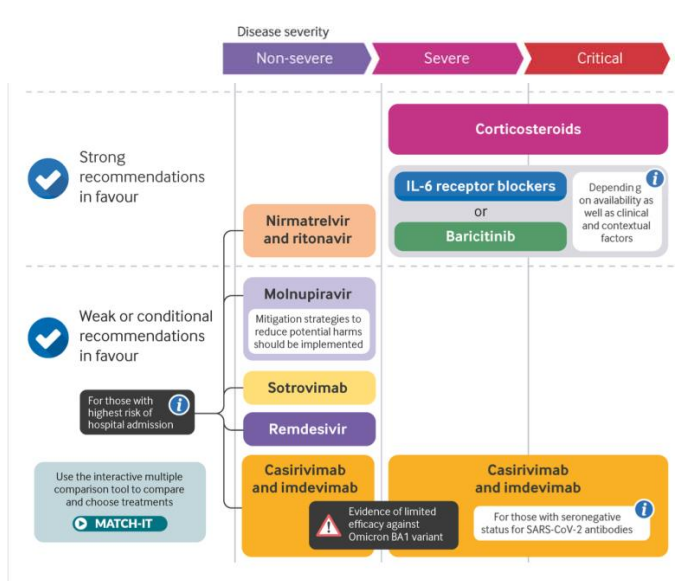 Disease severity
Non-severe
Severe
Critical
Strong
recommendations
in favour
Corticosteroids
IL-6 receptor blockers
or
Baricitinib
Depending
on availability as
well as clinical
and contextual
factors
i
Nirmatrelvir
and ritonavir
Weak or conditional
recommendations
in favour
Molnupiravir
Mitigation strategies to
reduce potential harms
should be implemented
For those with
highest risk of
hospital admission
i
Sotrovimab
Remdesivir
Use the interactive multiple
comparison tool to compare
and choose treatments
MATCH-IT
Casirivimab
and imdevimab
Evidence of limited
efficacy against
Omicron BA1 variant
Casirivimab
and imdevimab
For those with seronegative
status for SARS-CoV-2 antibodies
i